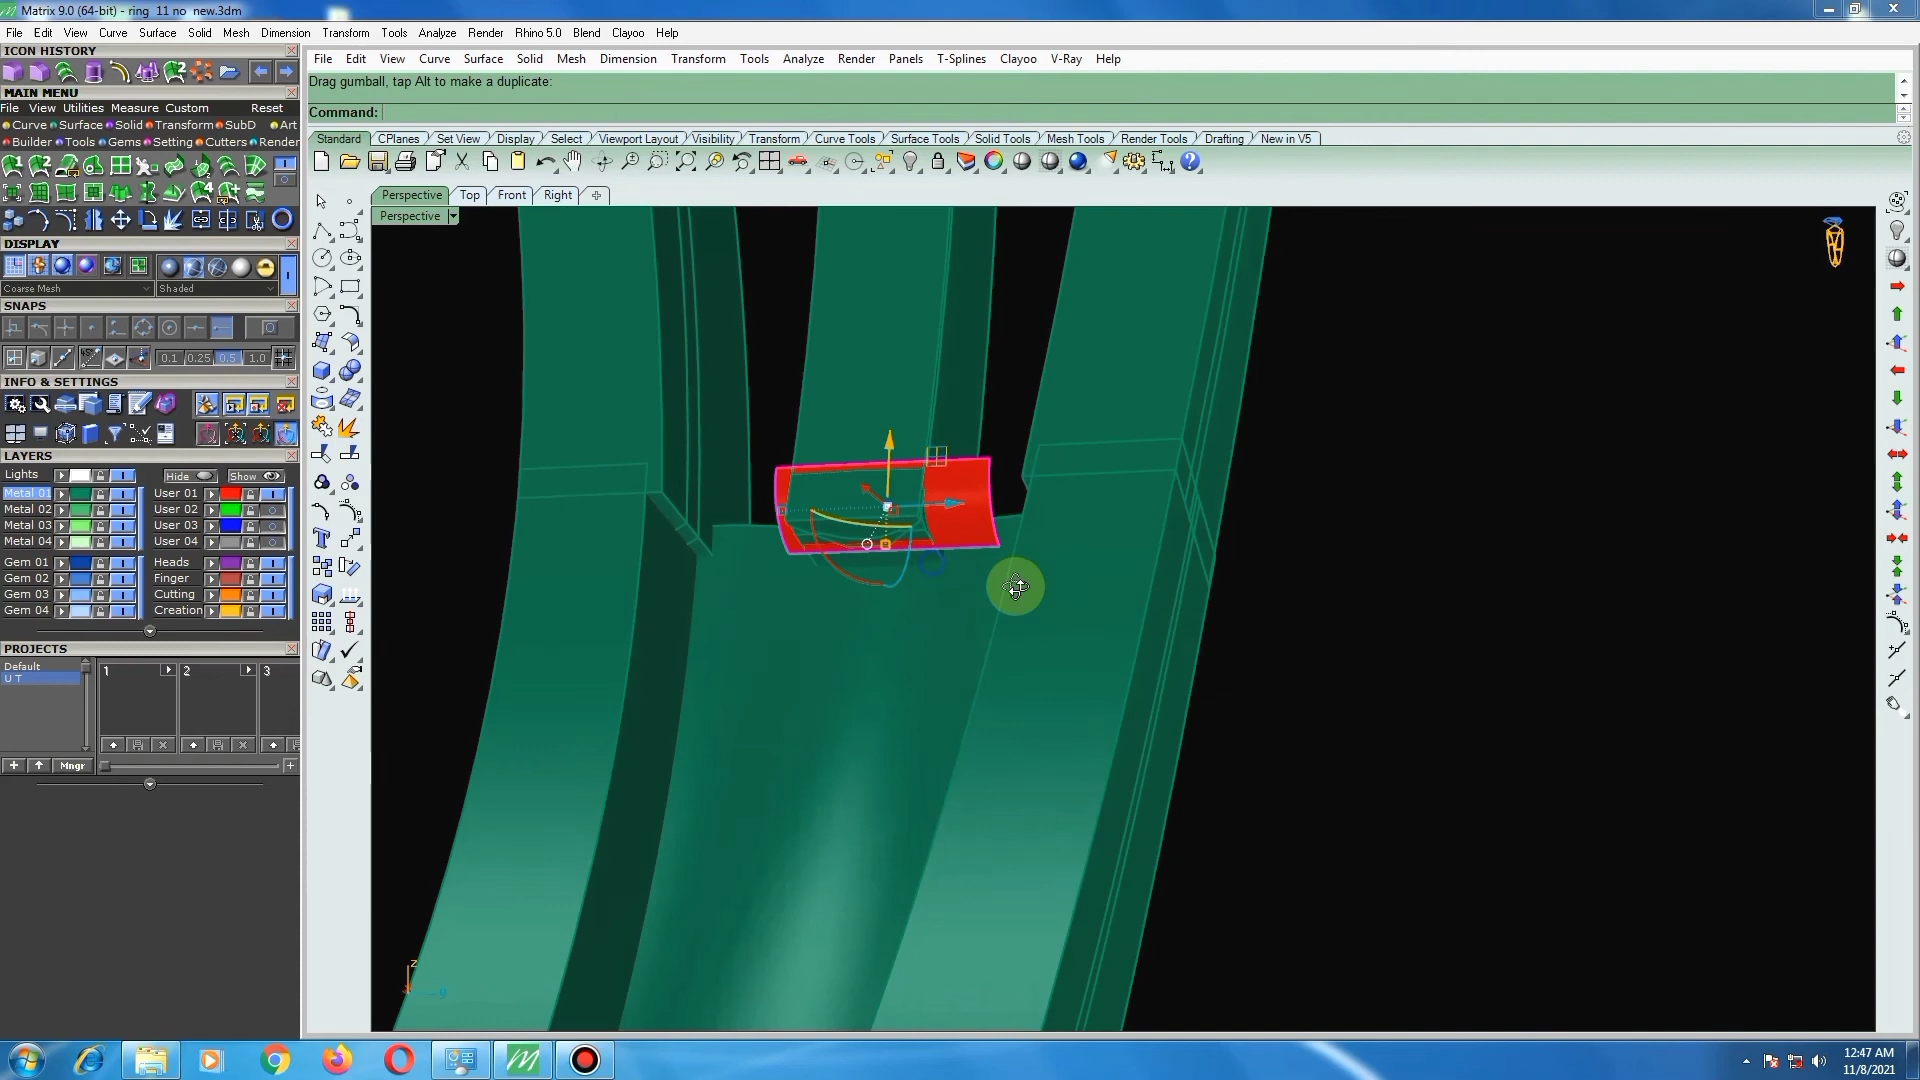 Matrix 9.0 (64-bit) - ring  11 no  new.3dm
File Edit View Curve Surface Solid Mesh Dimension Transform Tools Analyze Render Rhino 5.0 Blend Clayoo Help
ICON HISTORY
MAIN MENU
File View Utilities Measure Custom Reset
Curve Surface Solid Transform SubD Art
Builder Tools Gems Setting Cutters Render
DISPLAY
Coarse Mesh Shaded
SNAPS
0.1 0.25 0.5 1.0
INFO & SETTINGS
LAYERS
Lights Hide Show
Metal 01 User 01
Metal 02 User 02
Metal 03 User 03
Metal 04 User 04
Gem 01 Heads
Gem 02 Finger
Gem 03 Cutting
Gem 04 Creation
PROJECTS
Default
U T
1 2 3
Mngr
File Edit View Curve Surface Solid Mesh Dimension Transform Tools Analyze Render Panels T-Splines Clayoo V-Ray Help
Drag gumball, tap Alt to make a duplicate:
Command:
Standard CPlanes Set View Display Select Viewport Layout Visibility Transform Curve Tools Surface Tools Solid Tools Mesh Tools Render Tools Drafting New in V5
Perspective Top Front Right
Perspective
z
y
12:47 AM
11/8/2021